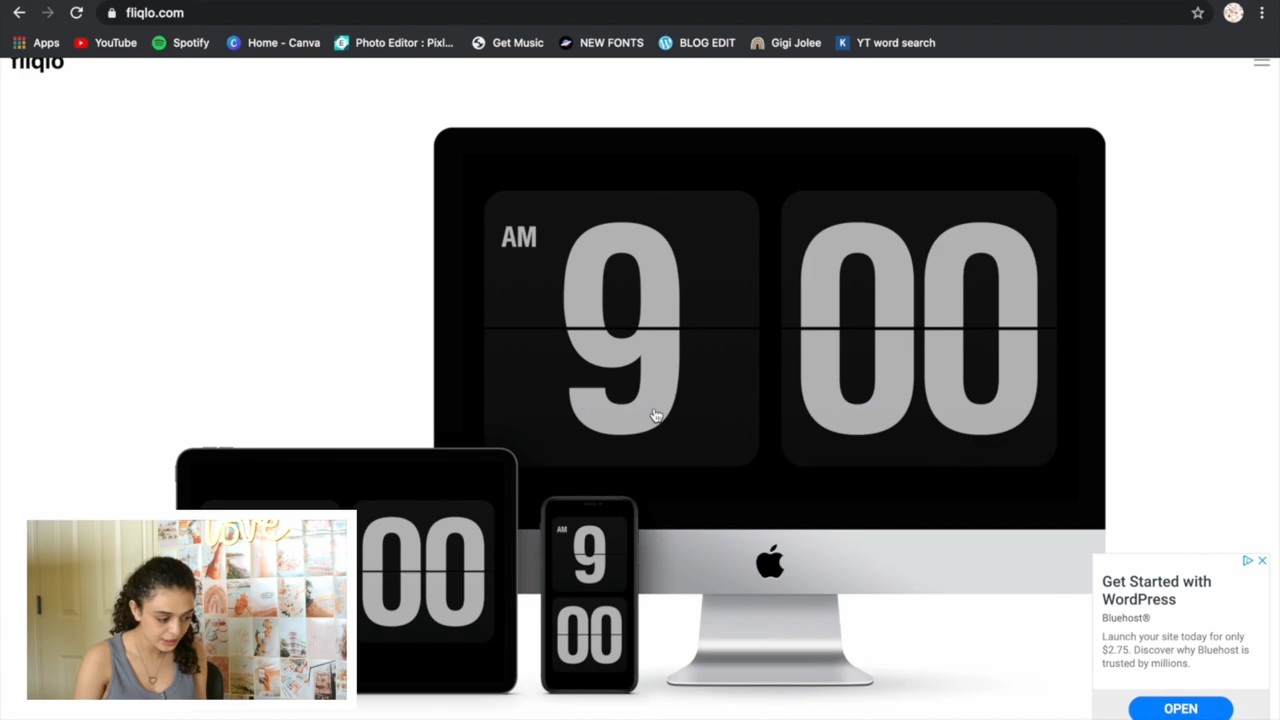 fliqlo.com
Apps YouTube Spotify Home - Canva Photo Editor : Pixl... Get Music NEW FONTS BLOG EDIT Gigi Jolee YT word search
fliqlo
AM 9 00
00
AM 9
00
love
Get Started with
WordPress
Bluehost®
Launch your site today for only
$2.75. Discover why Bluehost is
trusted by millions.
OPEN